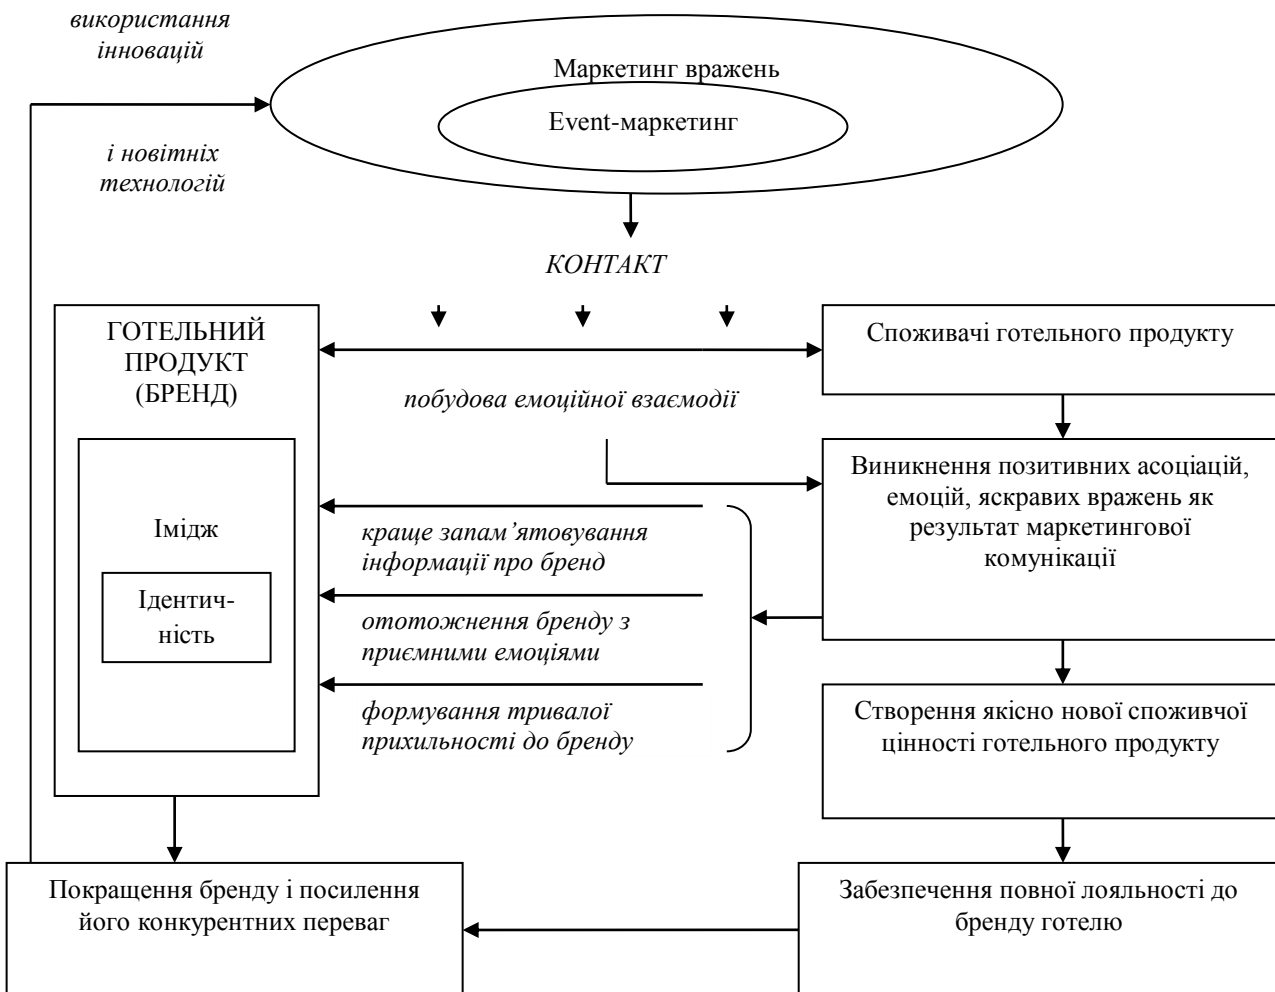 використання
інновацій
Маркетинг вражень
Event-маркетинг
і новітніх
технологій
КОНТАКТ
ГОТЕЛЬНИЙ
ПРОДУКТ
(БРЕНД)
Споживачі готельного продукту
побудова емоційної взаємодії
Виникнення позитивних асоціацій,
емоцій, яскравих вражень як
результат маркетингової
комунікації
Імідж
Ідентич-
ність
краще запам’ятовування
інформації про бренд
ототожнення бренду з
приємними емоціями
формування тривалої
прихильності до бренду
Створення якісно нової споживчої
цінності готельного продукту
Покращення бренду і посилення
його конкурентних переваг
Забезпечення повної лояльності до
бренду готелю